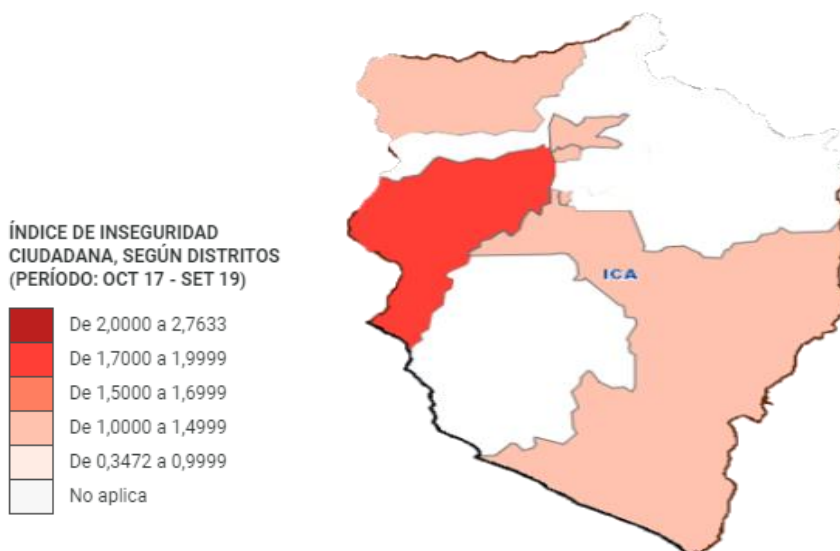 ÍNDICE DE INSEGURIDAD
CIUDADANA, SEGÚN DISTRITOS
(PERÍODO: OCT 17 - SET 19)
De 2,0000 a 2,7633
De 1,7000 a 1,9999
De 1,5000 a 1,6999
De 1,0000 a 1,4999
De 0,3472 a 0,9999
No aplica
ICA